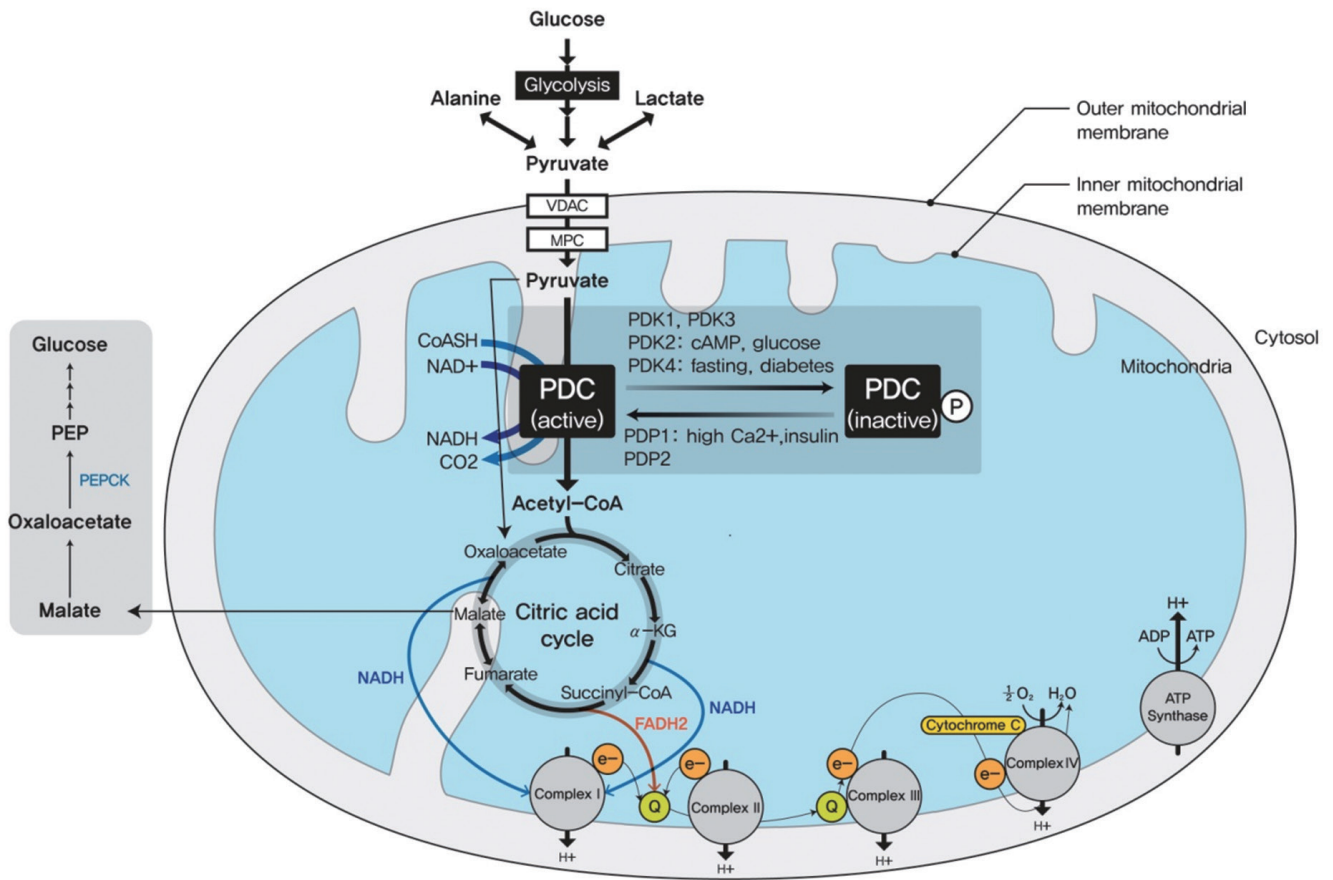 Glucose
Glycolysis
Alanine
Lactate
Pyruvate
VDAC
MPC
Pyruvate
Outer mitochondrial
membrane
Inner mitochondrial
membrane
Cytosol
Mitochondria
CoASH
NAD+
NADH
CO2
PDC
(active)
PDK1, PDK3
PDK2: cAMP, glucose
PDK4: fasting, diabetes
PDP1: high Ca2+,insulin
PDP2
PDC
(inactive)
P
Glucose
PEP
PEPCK
Oxaloacetate
Malate
Acetyl-CoA
Oxaloacetate
Citrate
Malate
Citric acid
cycle
α-KG
Fumarate
Succinyl-CoA
NADH
FADH2
NADH
Complex I
e-
Q
e-
Complex II
Q
e-
Complex III
Cytochrome C
e-
½ O₂
H₂O
Complex IV
H+
H+
H+
H+
H+
ADP
ATP
ATP
Synthase